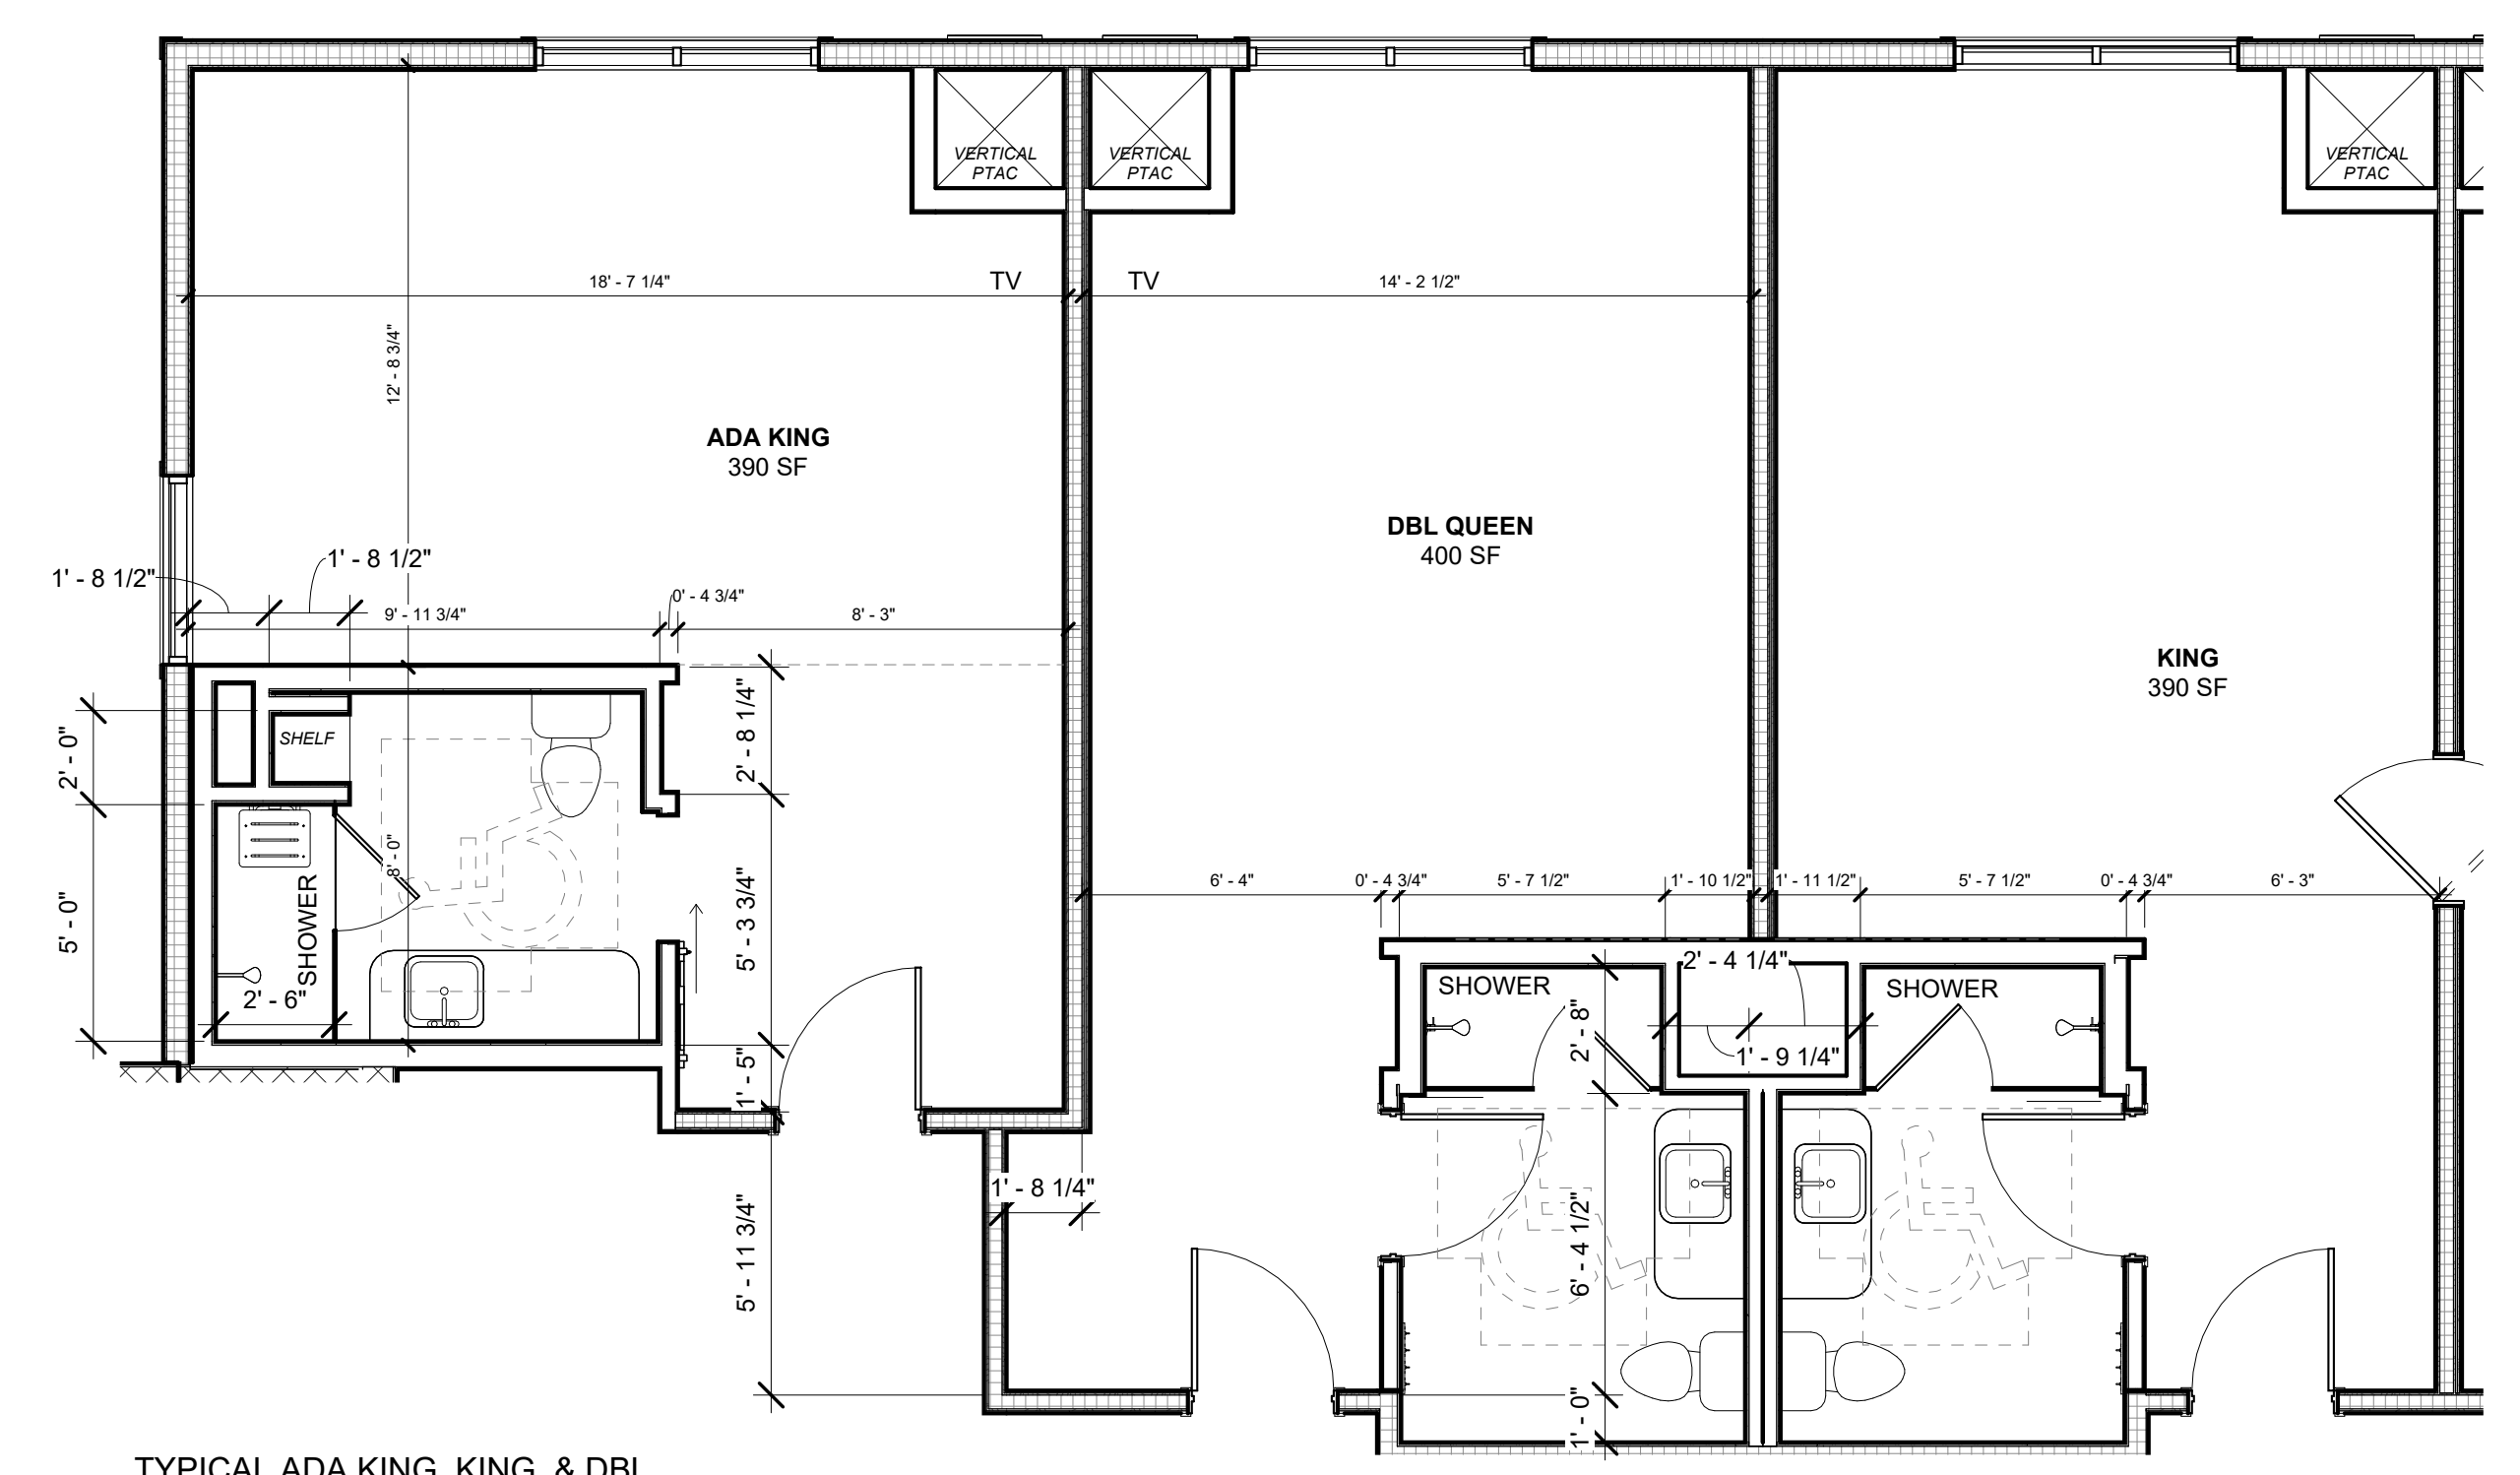 VERTICAL
PTAC
VERTICAL
PTAC
VERTICAL
PTAC
18' - 7 1/4"
TV
TV
14' - 2 1/2"
12' - 8 3/4"
ADA KING
390 SF
DBL QUEEN
400 SF
KING
390 SF
1' - 8 1/2"
1' - 8 1/2"
9' - 11 3/4"
0' - 4 3/4"
8' - 3"
2' - 0"
SHELF
2' - 8 1/4"
8' - 0"
5' - 0"
SHOWER
2' - 6"
5' - 3 3/4"
1' - 5"
6' - 4"
0' - 4 3/4"
5' - 7 1/2"
1' - 10 1/2"
1' - 11 1/2"
5' - 7 1/2"
0' - 4 3/4"
6' - 3"
SHOWER
2' - 4 1/4"
SHOWER
2' - 8"
1' - 9 1/4"
1' - 8 1/4"
5' - 11 3/4"
6' - 4 1/2"
1' - 0"
TYPICAL ADA KING, KING, & DBL